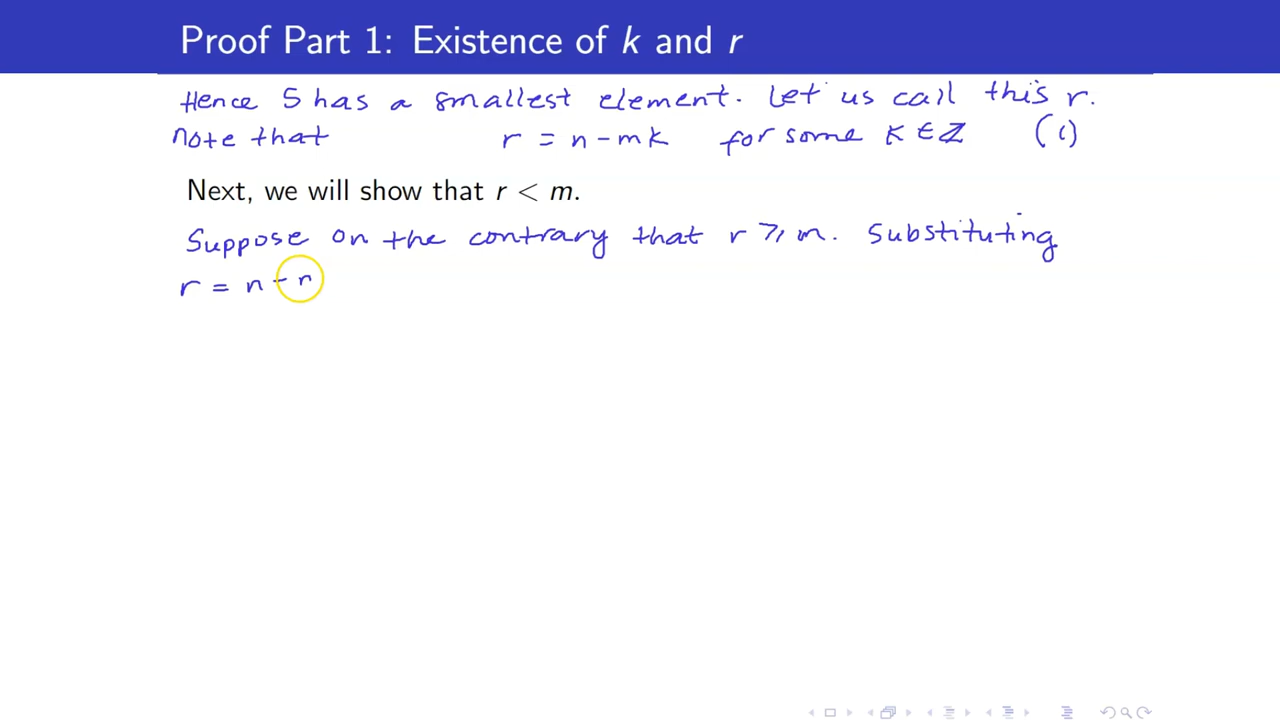 Proof Part 1: Existence of k and r
Hence S has a smallest element. Let us call this r.
Note that r = n - mk for some k ∈ ℤ (1)
Next, we will show that r < m.
Suppose on the contrary that r ⩾ m. Substituting
r = n - r